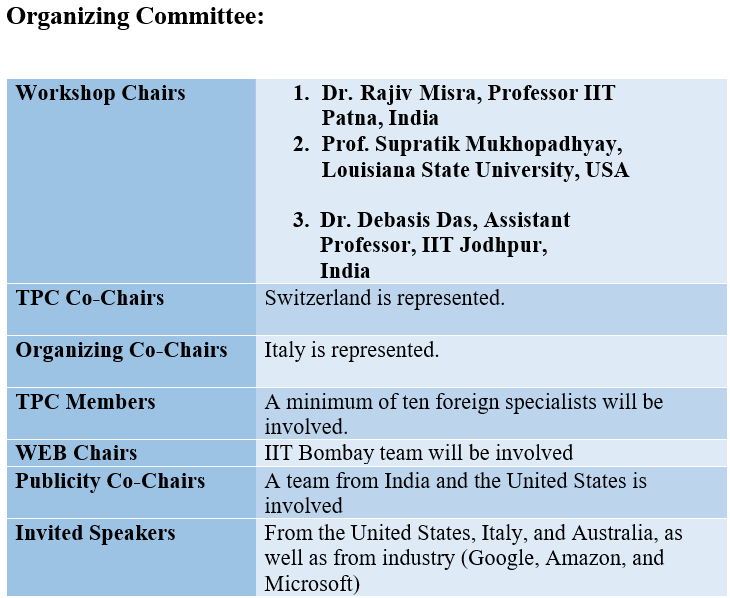 Organizing Committee:
Workshop Chairs
1. Dr. Rajiv Misra, Professor IIT
Patna, India
2. Prof. Supratik Mukhopadhyay,
Louisiana State University, USA
3. Dr. Debasis Das, Assistant
Professor, IIT Jodhpur,
India
TPC Co-Chairs
Switzerland is represented.
Organizing Co-Chairs
Italy is represented.
TPC Members
A minimum of ten foreign specialists will be
involved.
WEB Chairs
IIT Bombay team will be involved
Publicity Co-Chairs
A team from India and the United States is
involved
Invited Speakers
From the United States, Italy, and Australia, as
well as from industry (Google, Amazon, and
Microsoft)